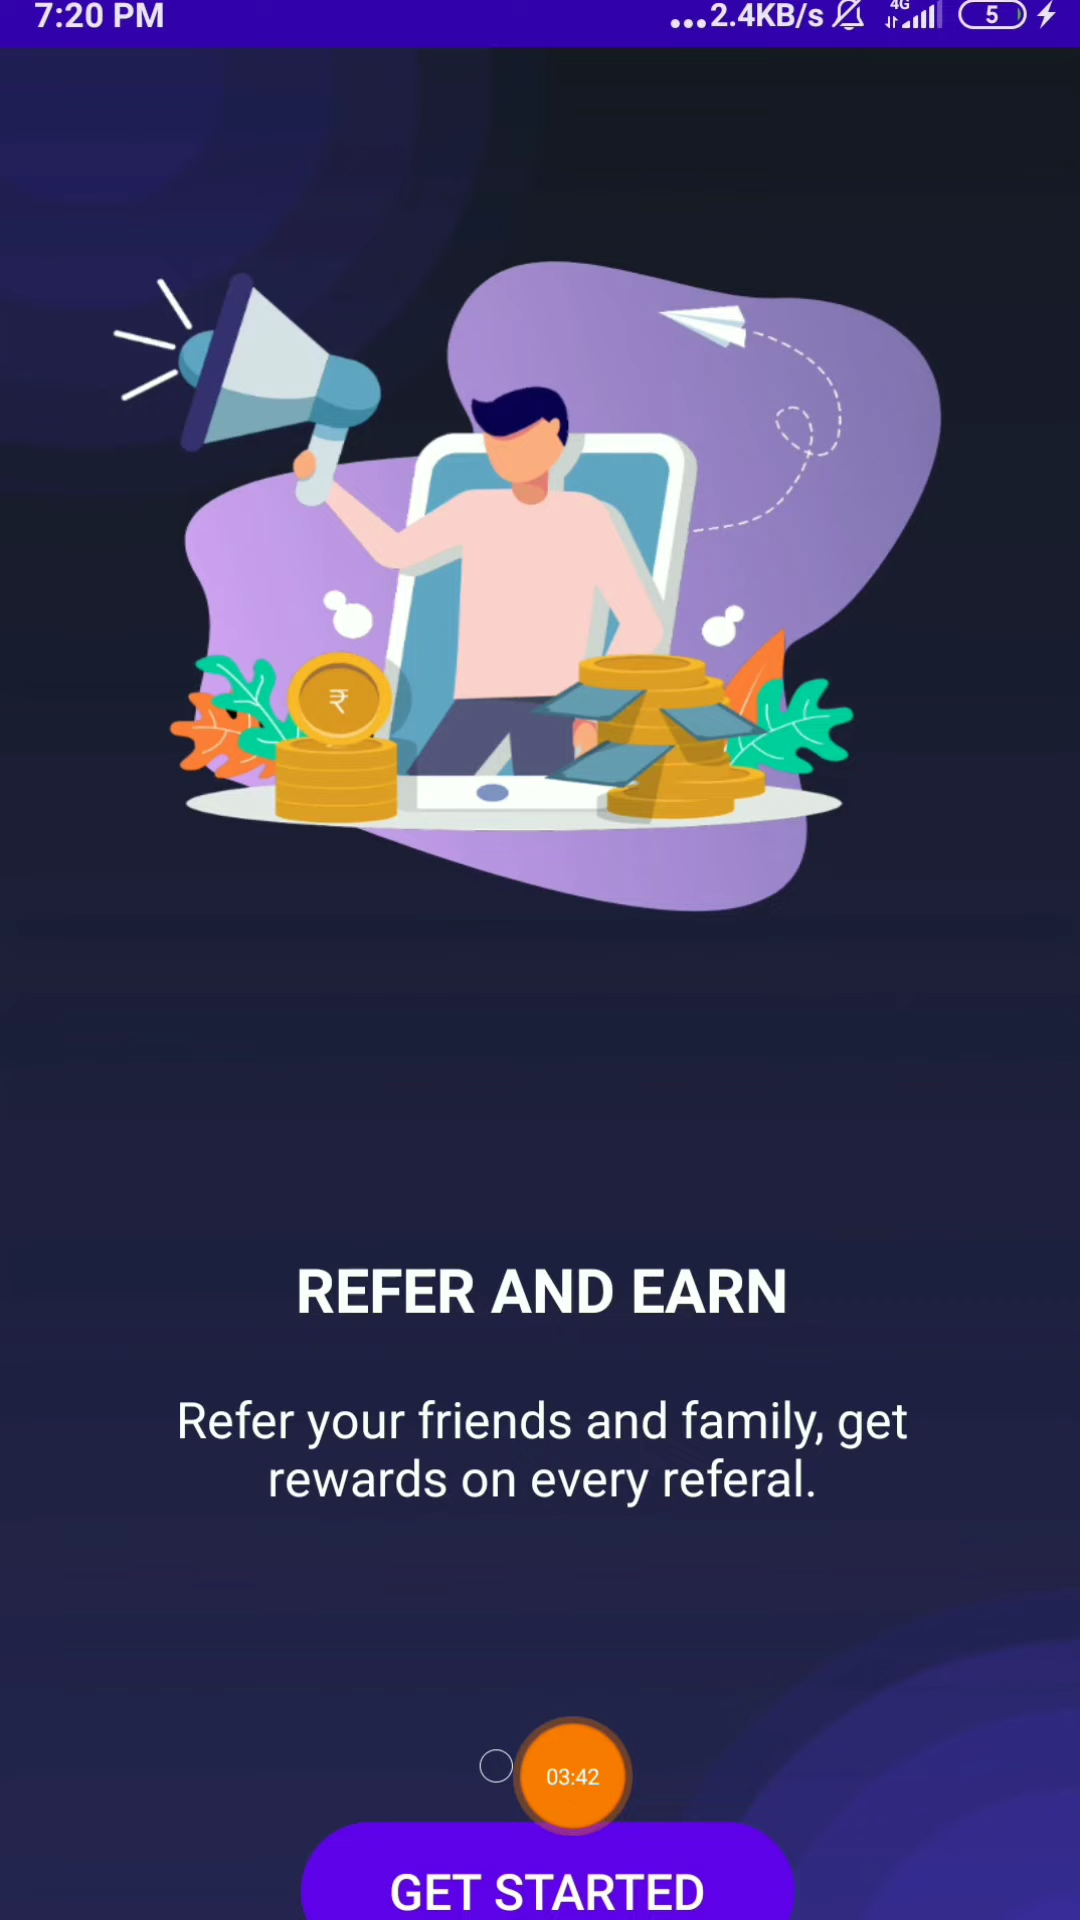 7:20 PM
...2.4KB/s 4G 5
₹
REFER AND EARN
Refer your friends and family, get
rewards on every referal.
03:42
GET STARTED